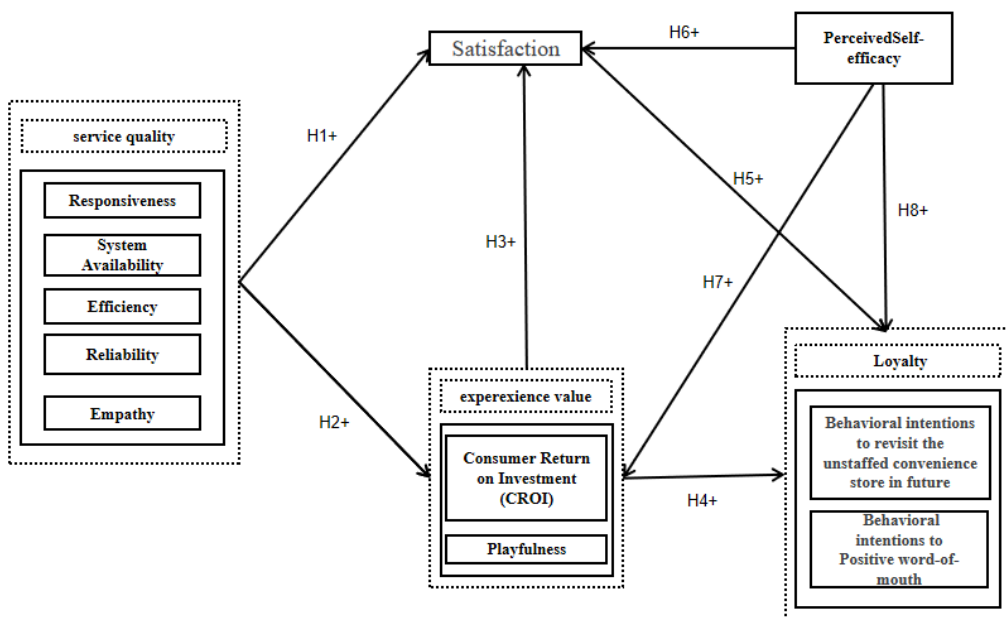 Satisfaction
H6+
PerceivedSelf-
efficacy
service quality
H1+
Responsiveness
System
Availability
Efficiency
Reliability
Empathy
H5+
H8+
H3+
H7+
H2+
experexience value
Consumer Return
on Investment
(CROI)
Playfulness
H4+
Loyalty
Behavioral intentions
to revisit the
unstaffed convenience
store in future
Behavioral
intentions to
Positive word-of-
mouth